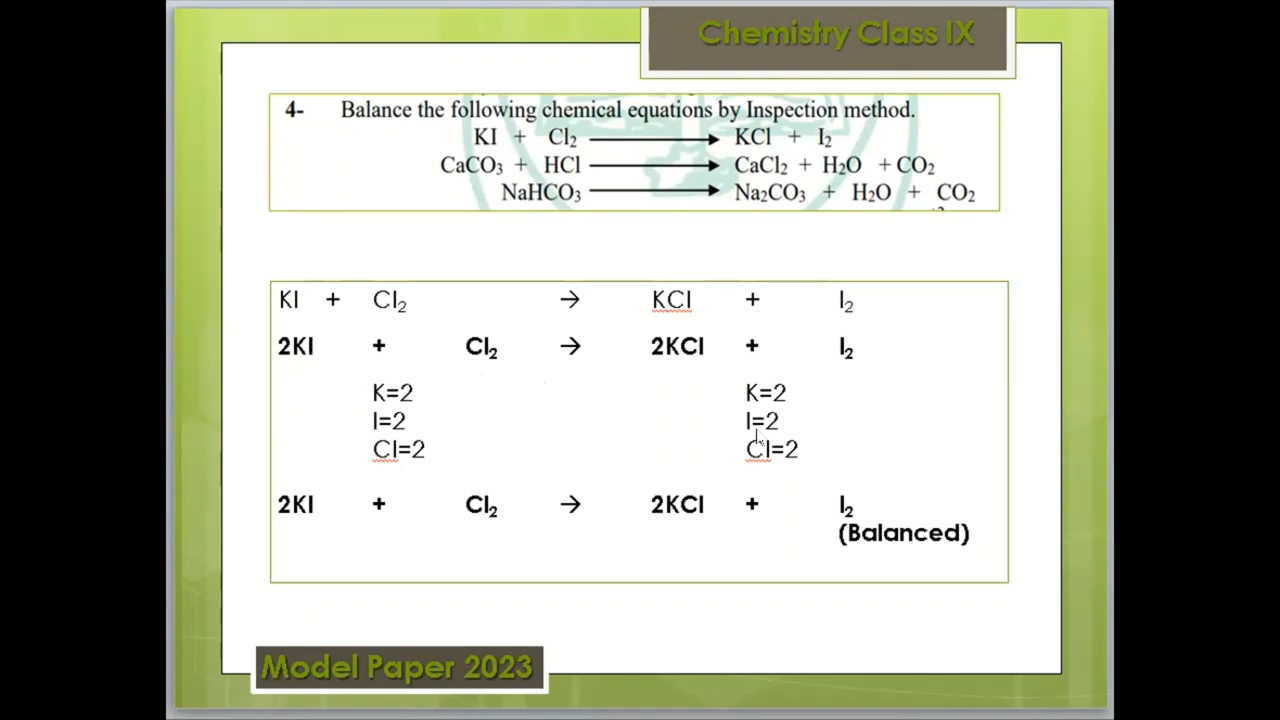 Chemistry Class IX
4- Balance the following chemical equations by Inspection method.
KI + Cl₂ → KCl + I₂
CaCO₃ + HCl → CaCl₂ + H₂O + CO₂
NaHCO₃ → Na₂CO₃ + H₂O + CO₂
KI + Cl₂ → KCl + I₂
2KI + Cl₂ → 2KCl + I₂
K=2 K=2
I=2 I=2
Cl=2 Cl=2
2KI + Cl₂ → 2KCl + I₂
(Balanced)
Model Paper 2023